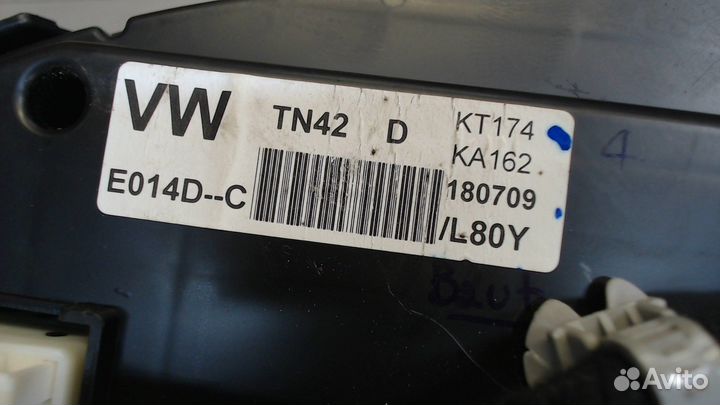 VW TN42 D KT174
KA162
E014D--C 180709
/L80Y
4
Avito